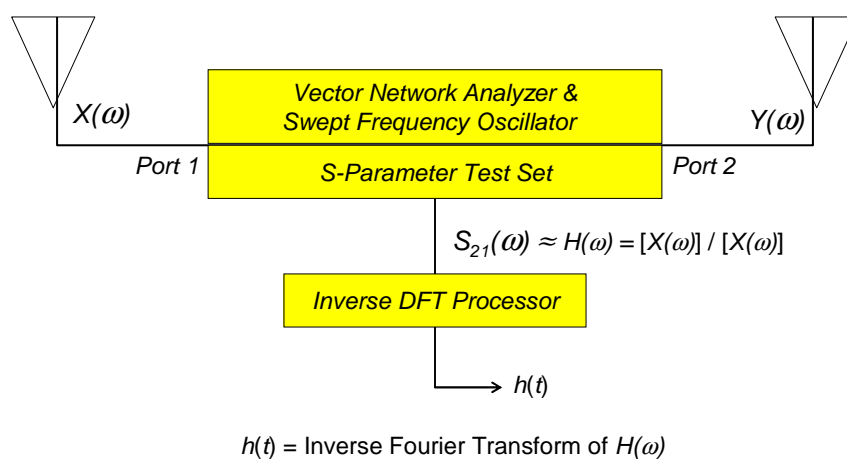 Vector Network Analyzer &
Swept Frequency Oscillator
X(ω)
Y(ω)
Port 1
S-Parameter Test Set
Port 2
S₂₁(ω) ≈ H(ω) = [X(ω)] / [X(ω)]
Inverse DFT Processor
h(t)
h(t) = Inverse Fourier Transform of H(ω)